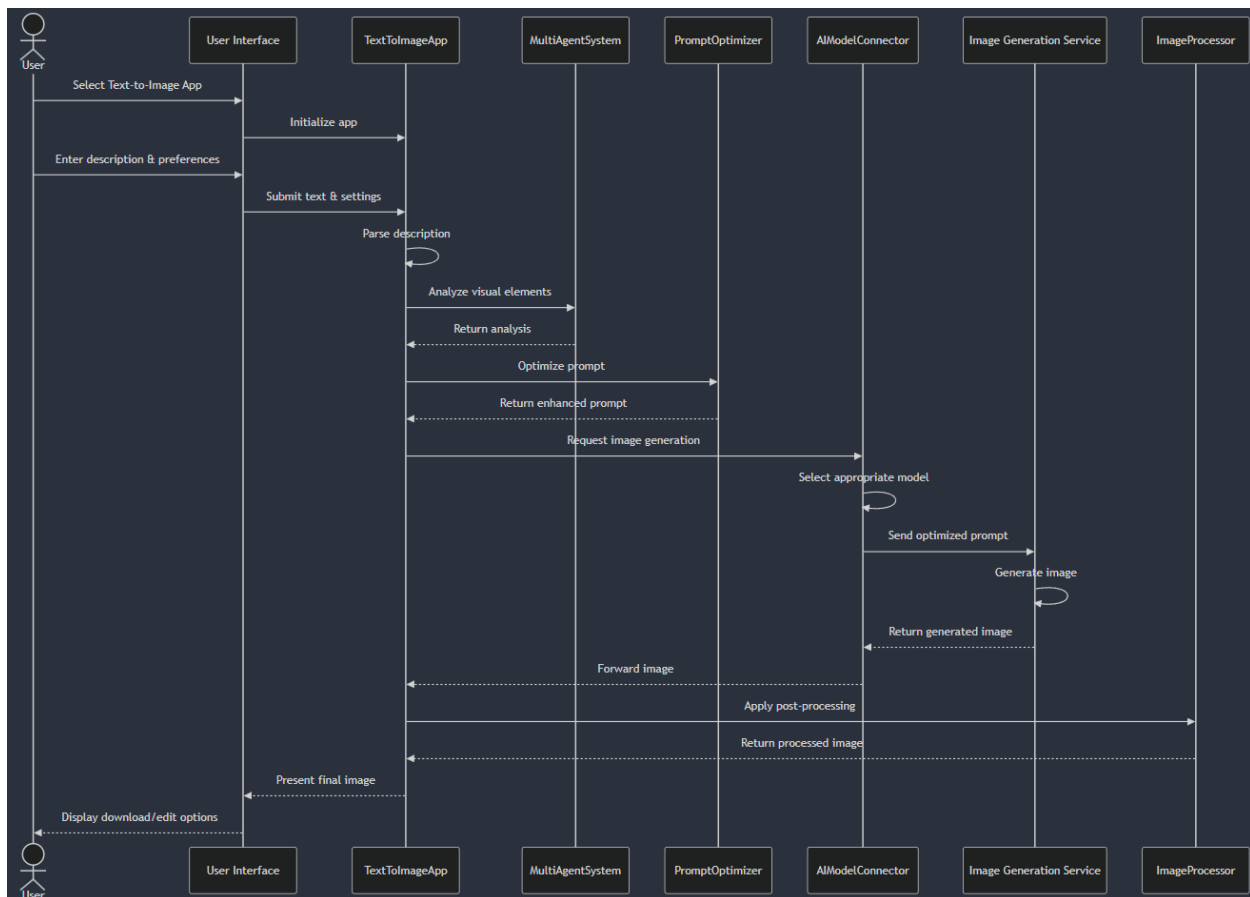 User
User Interface
TextToImageApp
MultiAgentSystem
PromptOptimizer
AIModelConnector
Image Generation Service
ImageProcessor
Select Text-to-Image App
Initialize app
Enter description & preferences
Submit text & settings
Parse description
Analyze visual elements
Return analysis
Optimize prompt
Return enhanced prompt
Request image generation
Select appropriate model
Send optimized prompt
Generate image
Return generated image
Forward image
Apply post-processing
Return processed image
Present final image
Display download/edit options
User
User Interface
TextToImageApp
MultiAgentSystem
PromptOptimizer
AIModelConnector
Image Generation Service
ImageProcessor